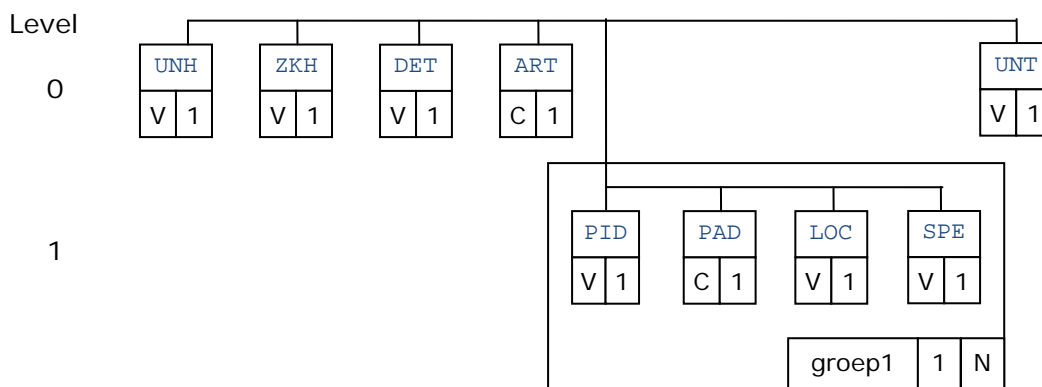 Level
UNH ZKH DET ART UNT
0
V 1 V 1 V 1 C 1 V 1
PID PAD LOC SPE
1
V 1 C 1 V 1 V 1
groep1 1 N